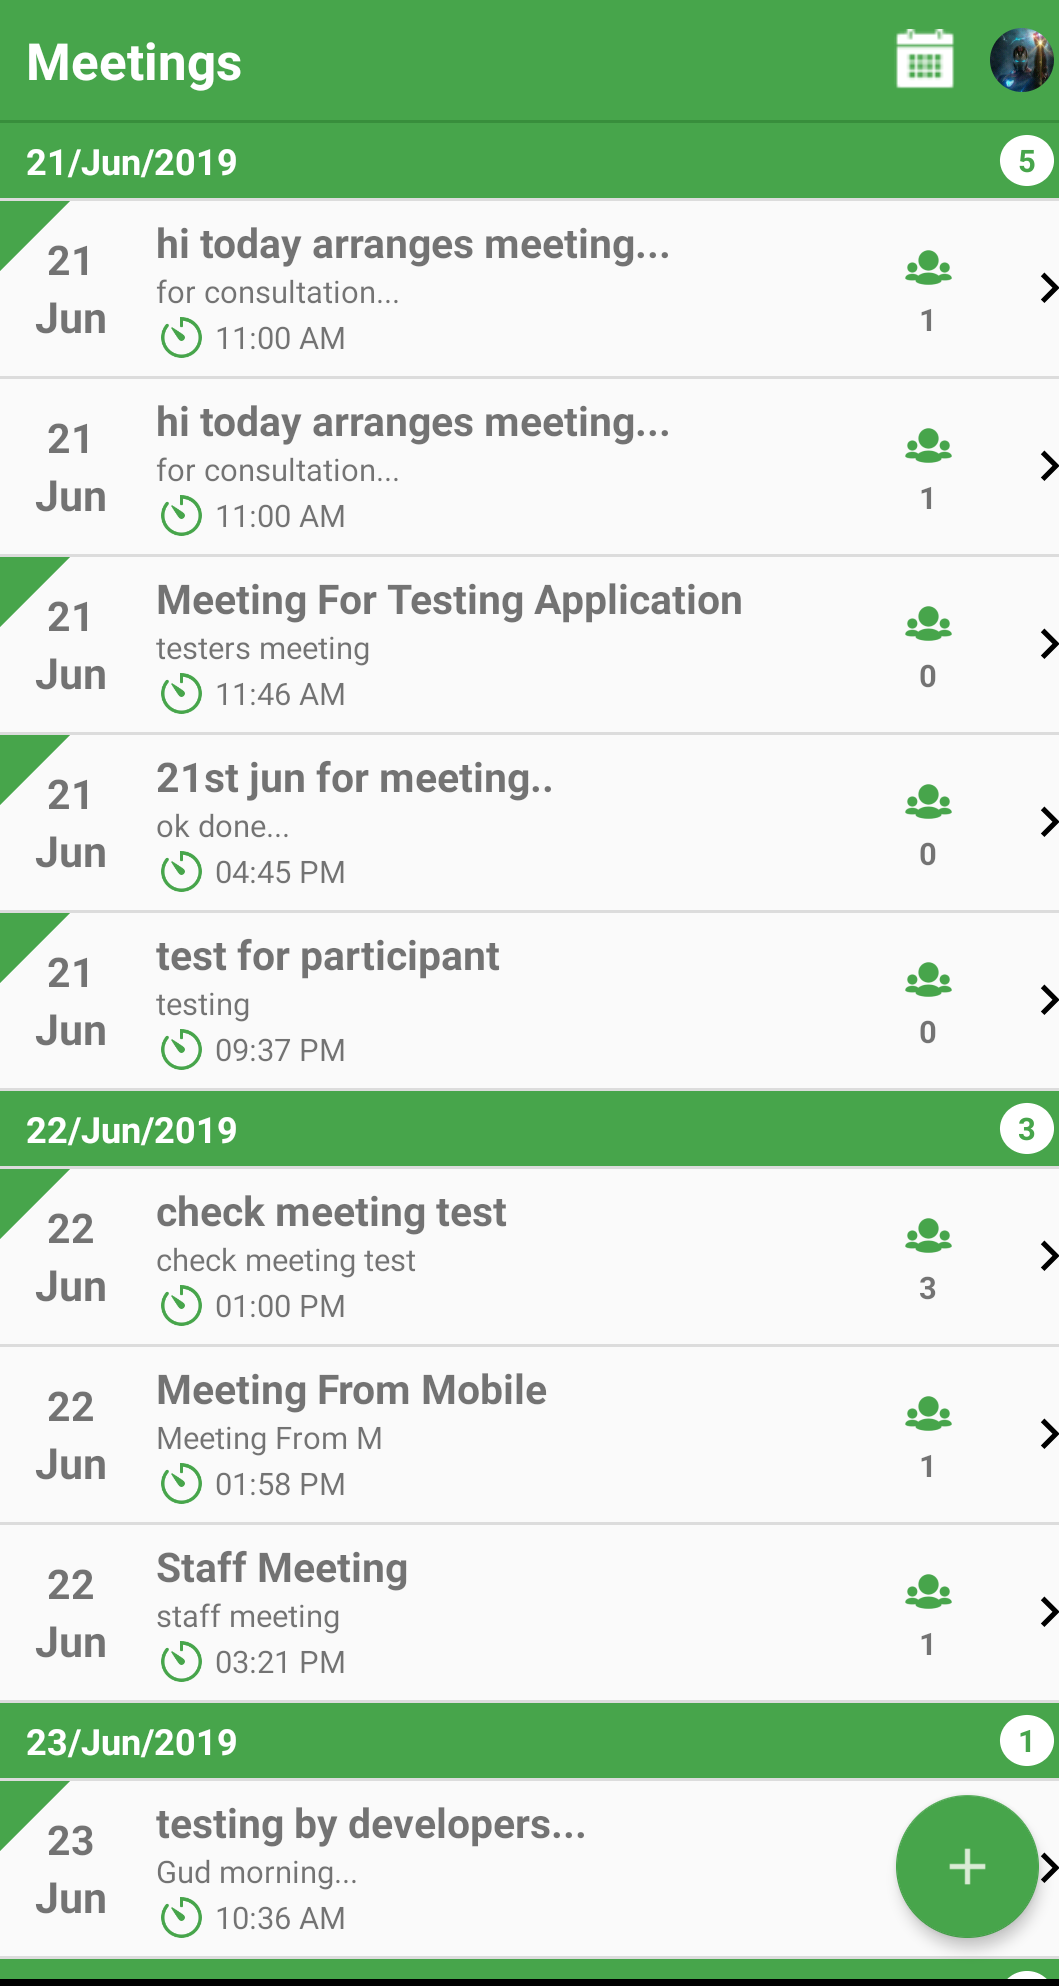 Meetings
21/Jun/2019 5
21 Jun
hi today arranges meeting...
for consultation...
11:00 AM
1
21 Jun
hi today arranges meeting...
for consultation...
11:00 AM
1
21 Jun
Meeting For Testing Application
testers meeting
11:46 AM
0
21 Jun
21st jun for meeting..
ok done...
04:45 PM
0
21 Jun
test for participant
testing
09:37 PM
0
22/Jun/2019 3
22 Jun
check meeting test
check meeting test
01:00 PM
3
22 Jun
Meeting From Mobile
Meeting From M
01:58 PM
1
22 Jun
Staff Meeting
staff meeting
03:21 PM
1
23/Jun/2019 1
23 Jun
testing by developers...
Gud morning...
10:36 AM
+